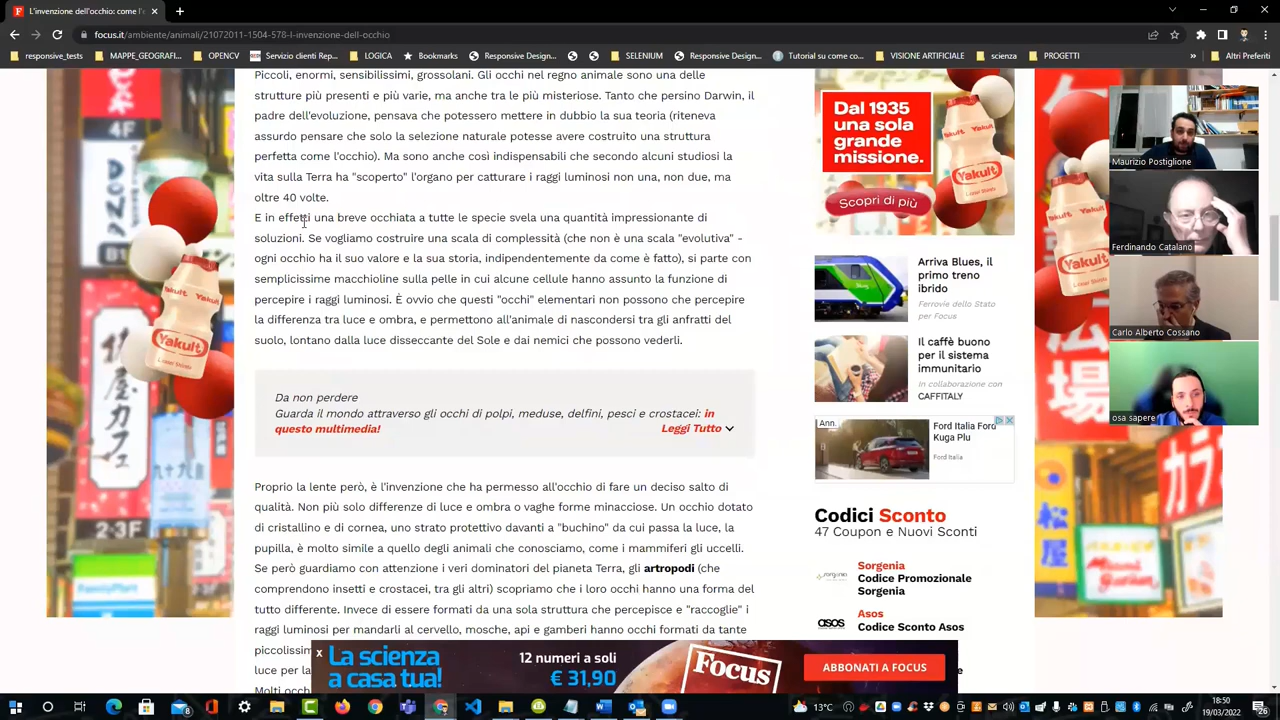 L'invenzione dell'occhio: come l'e
focus.it/ambiente/animali/21072011-1504-578-l-invenzione-dell-occhio
responsive_tests
MAPPE_GEOGRAFI...
OPENCV
Servizio clienti Rep...
LOGICA
Bookmarks
Responsive Design...
SELENIUM
Responsive Design...
Tutorial su come co...
VISIONE ARTIFICIALE
scienza
PROGETTI
»
Altri Preferiti
Piccoli, enormi, sensibilissimi, grossolani. Gli occhi nel regno animale sono una delle
strutture più presenti e più varie, ma anche tra le più misteriose. Tanto che persino Darwin, il
padre dell'evoluzione, pensava che potessero mettere in dubbio la sua teoria (riteneva
assurdo pensare che solo la selezione naturale potesse avere costruito una struttura
perfetta come l'occhio). Ma sono anche così indispensabili che secondo alcuni studiosi la
vita sulla Terra ha "scoperto" l'organo per catturare i raggi luminosi non una, non due, ma
oltre 40 volte.
E in effetti una breve occhiata a tutte le specie svela una quantità impressionante di
soluzioni. Se vogliamo costruire una scala di complessità (che non è una scala "evolutiva" -
ogni occhio ha il suo valore e la sua storia, indipendentemente da come è fatto), si parte con
semplicissime macchioline sulla pelle in cui alcune cellule hanno assunto la funzione di
percepire i raggi luminosi. È ovvio che questi "occhi" elementari non possono che percepire
la differenza tra luce e ombra, e permettono all'animale di nascondersi tra gli anfratti del
suolo, lontano dalla luce disseccante del Sole e dai nemici che possono vederli.
Da non perdere
Guarda il mondo attraverso gli occhi di polpi, meduse, delfini, pesci e crostacei: in
questo multimedia!
Leggi Tutto
Proprio la lente però, è l'invenzione che ha permesso all'occhio di fare un deciso salto di
qualità. Non più solo differenze di luce e ombra o vaghe forme minacciose. Un occhio dotato
di cristallino e di cornea, uno strato protettivo davanti a "buchino" da cui passa la luce, la
pupilla, è molto simile a quello degli animali che conosciamo, come i mammiferi gli uccelli.
Se però guardiamo con attenzione i veri dominatori del pianeta Terra, gli artropodi (che
comprendono insetti e crostacei, tra gli altri) scopriamo che i loro occhi hanno una forma del
tutto differente. Invece di essere formati da una sola struttura che percepisce e "raccoglie" i
raggi luminosi per mandarli al cervello, mosche, api e gamberi hanno occhi formati da tante
piccolissim
luce per la
Molti occh
x
La scienza
a casa tua!
12 numeri a soli
€ 31,90
Focus
ABBONATI A FOCUS
4F
2F
FamilyMart
Yakult
Yakult
Dal 1935
una sola
grande
missione.
Yakult
Scopri di più
Arriva Blues, il
primo treno
ibrido
Ferrovie dello Stato
per Focus
Il caffè buono
per il sistema
immunitario
In collaborazione con
CAFFITALY
Ann.
Ford Italia Ford
Kuga Plu
Ford Italia
Codici Sconto
47 Coupon e Nuovi Sconti
Sorgenia
Codice Promozionale
Sorgenia
asos
Asos
Codice Sconto Asos
Yakult
Maurizio Postiglione
Ferdinando Catalano
Carlo Alberto Cossano
osa sapere
13°C
18:50
19/03/2022